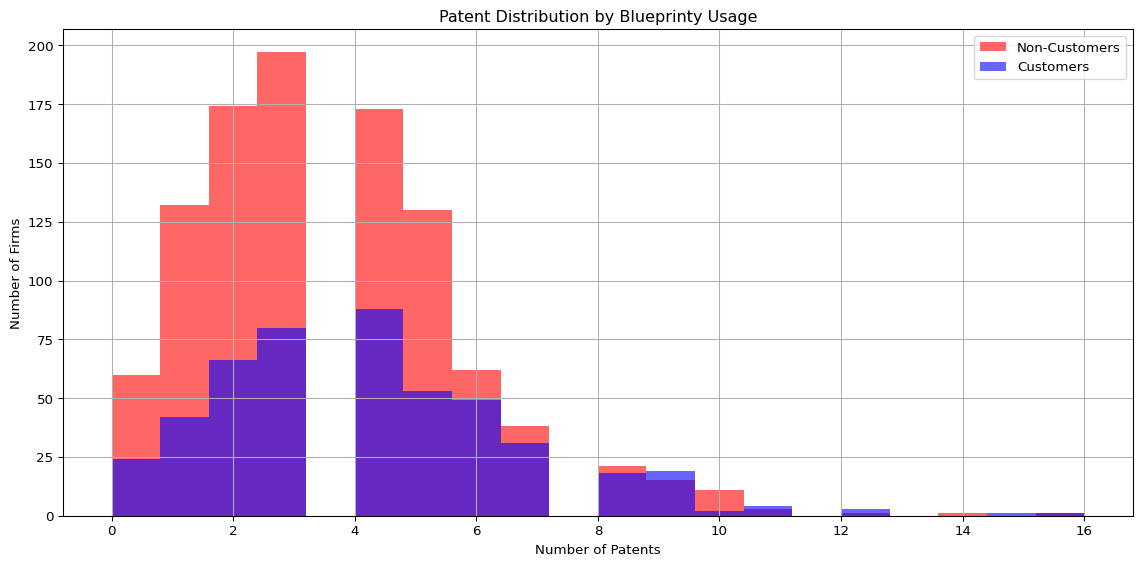 Patent Distribution by Blueprinty Usage
Non-Customers
Customers
Number of Firms
200
175
150
125
100
75
50
25
0
0 2 4 6 8 10 12 14 16
Number of Patents